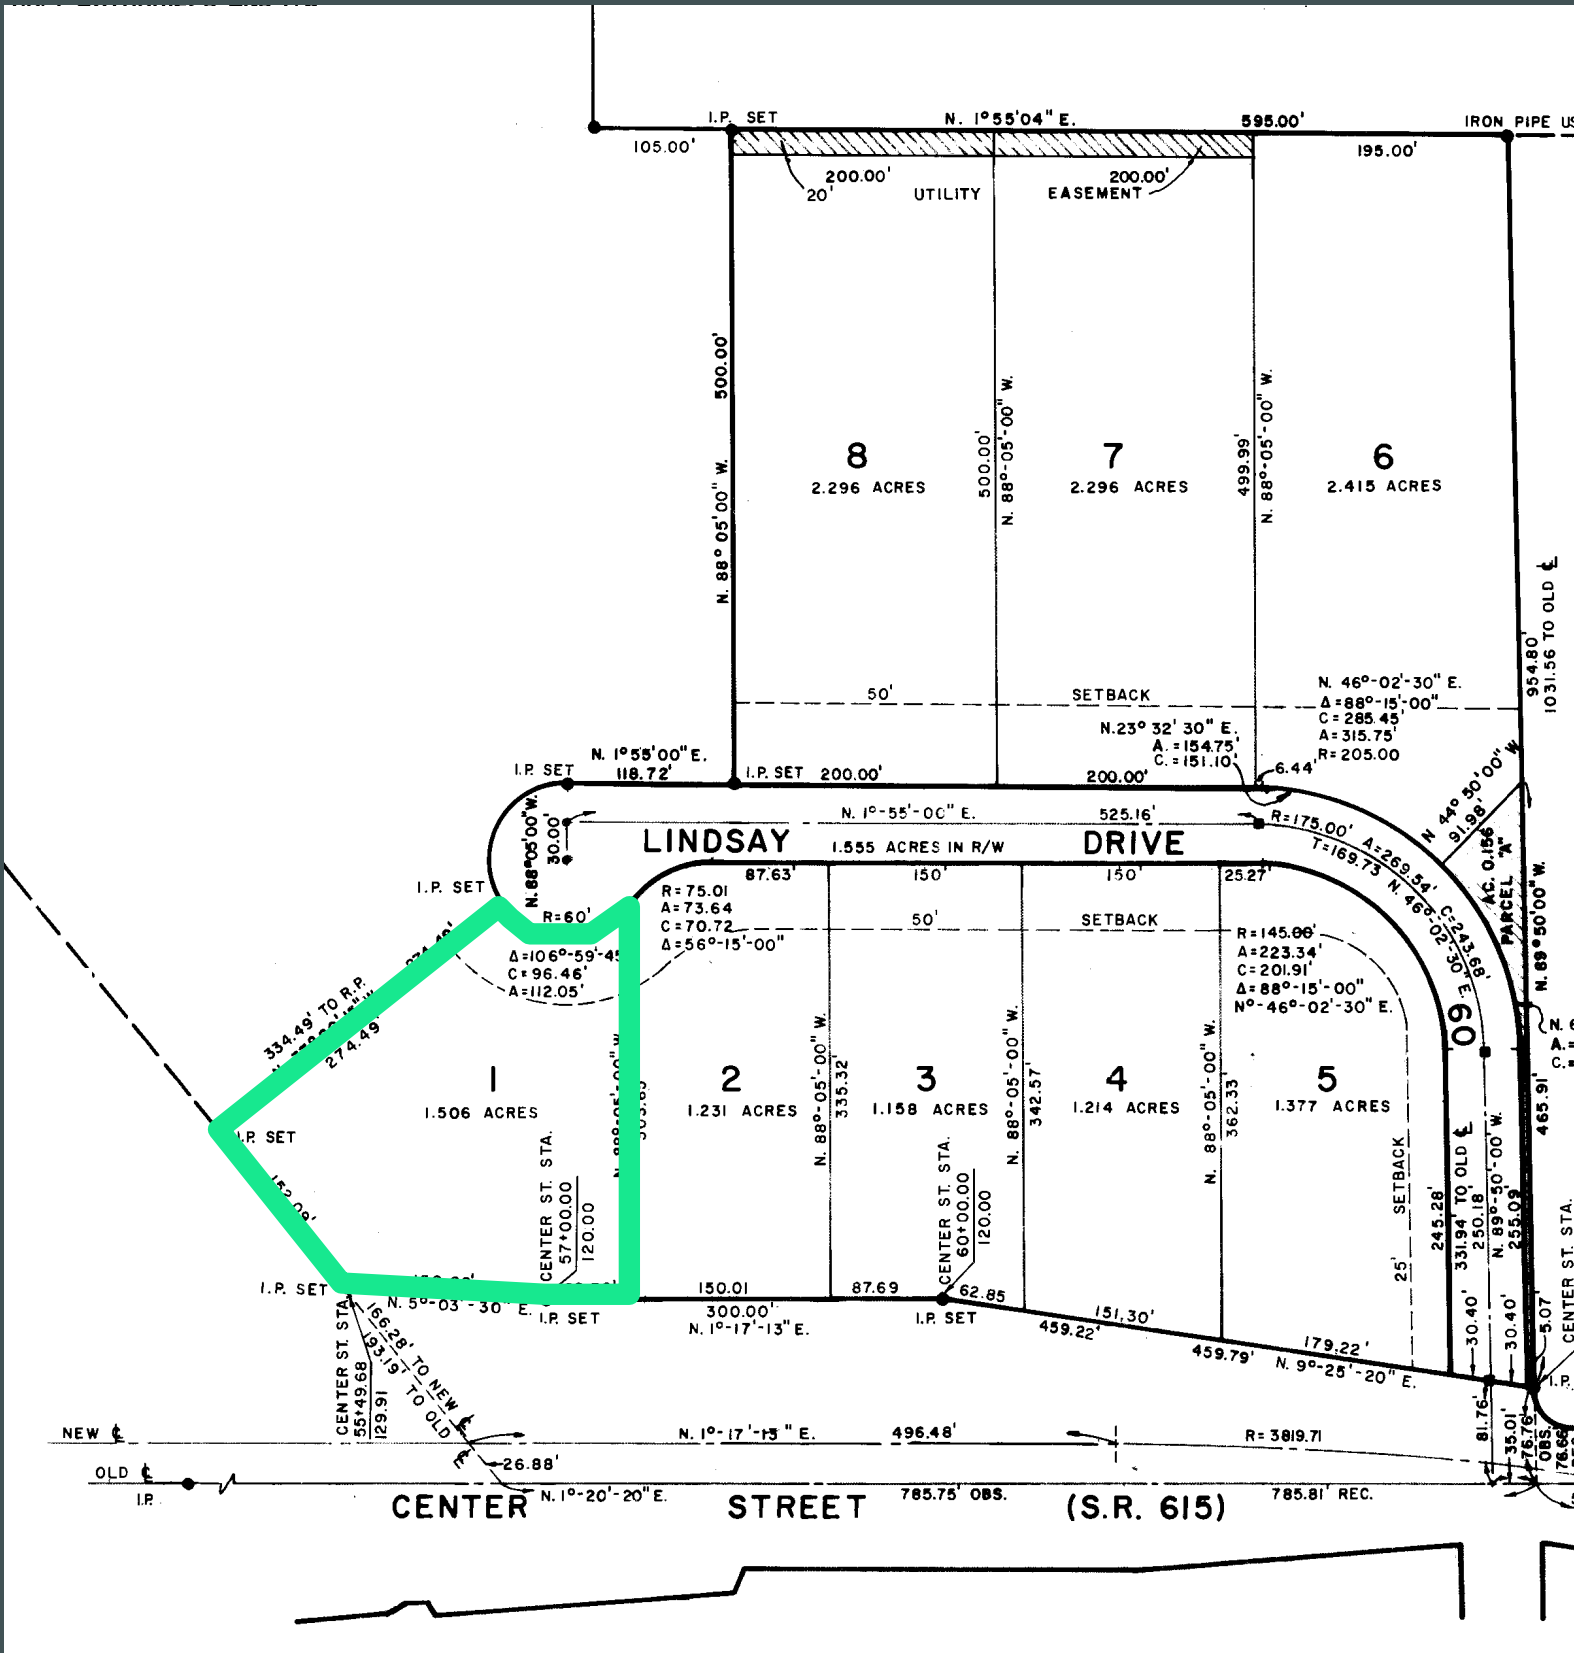 I.P. SET
N. 1°55'04" E.
595.00'
IRON PIPE US
105.00'
195.00'
200.00'
200.00'
20'
UTILITY
EASEMENT
500.00'
N. 88° 05' 00" W.
500.00'
N. 88°-05'-00" W.
499.99'
N. 88°-05'-00" W.
8
2.296 ACRES
7
2.296 ACRES
6
2.415 ACRES
954.80'
1031.56 TO OLD ℄
50'
SETBACK
N. 46°-02'-30" E.
Δ=88°-15'-00"
C=285.45'
A=315.75'
R=205.00
N.23° 32' 30" E.
A.=154.75'
C.=151.10'
6.44'
N. 1°55'00" E.
118.72'
I.P. SET
I.P. SET
200.00'
200.00'
N 44° 50' 00" W
91.98'
N. 88°05'00" W.
30.00'
N. 1°-55'-00" E.
525.16'
LINDSAY DRIVE
1.555 ACRES IN R/W
R=175.00' A=269.54' C=243.68'
T=169.73 N. 46°-02'-30" E.
AC. 0.156
PARCEL "A"
N. 89° 50' 00" W.
87.63'
150'
150'
25.27'
I.P. SET
R=60'
R=75.01
A=73.64
C=70.72
Δ=56°-15'-00"
50'
SETBACK
Δ=106°-59'-45
C=96.46'
A=112.05'
R=145.00'
A=223.34'
C=201.91'
Δ=88°-15'-00"
N°-46°-02'-30" E.
60
N. 6
A.=
C.=
334.49' TO R.P.
274.49'
1
1.506 ACRES
2
1.231 ACRES
3
1.158 ACRES
4
1.214 ACRES
5
1.377 ACRES
N. 88°-05'-00" W.
335.32'
N. 88°-05'-00" W.
342.57'
N. 88°-05'-00" W.
362.33'
465.91'
I.P. SET
CENTER ST. STA.
57+00.00
120.00
CENTER ST. STA.
60+00.00
120.00
SETBACK
25'
245.28'
331.94' TO OLD ℄
250.18'
N. 89°-50'-00" W.
255.09'
I.P. SET
N. 5°-03'-30" E.
I.P. SET
150.01
300.00'
N. 1°-17'-13" E.
87.69
62.85
I.P. SET
151.30'
459.22'
459.79'
179.22'
N. 9°-25'-20" E.
30.40'
30.40'
5.07'
CENTER ST. STA.
I.P.
CENTER ST. STA.
55+49.68
129.91
166.28' TO NEW ℄
193.19' TO OLD ℄
NEW ℄
N. 1°-17'-13" E.
496.48'
R= 3819.71
81.76'
35.01'
76.76'
OBS.
76.66'
OLD ℄
I.P.
26.88'
N. 1°-20'-20" E.
785.75' OBS.
785.81' REC.
CENTER STREET (S.R. 615)